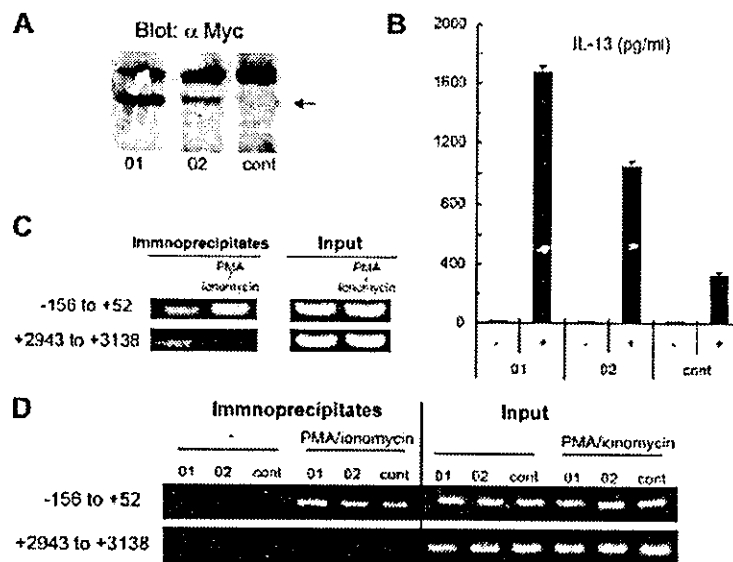 A
Blot: α Myc
01 02 cont
B
IL-13 (pg/ml)
2000
1600
1200
800
400
0
- + - + - +
01 02 cont
C
Immnoprecipitates Input
PMA PMA
ionomycin ionomycin
-156 to +52
+2943 to +3138
D
Immnoprecipitates Input
- PMA/ionomycin PMA/ionomycin
01 02 cont 01 02 cont 01 02 cont 01 02 cont
-156 to +52
+2943 to +3138